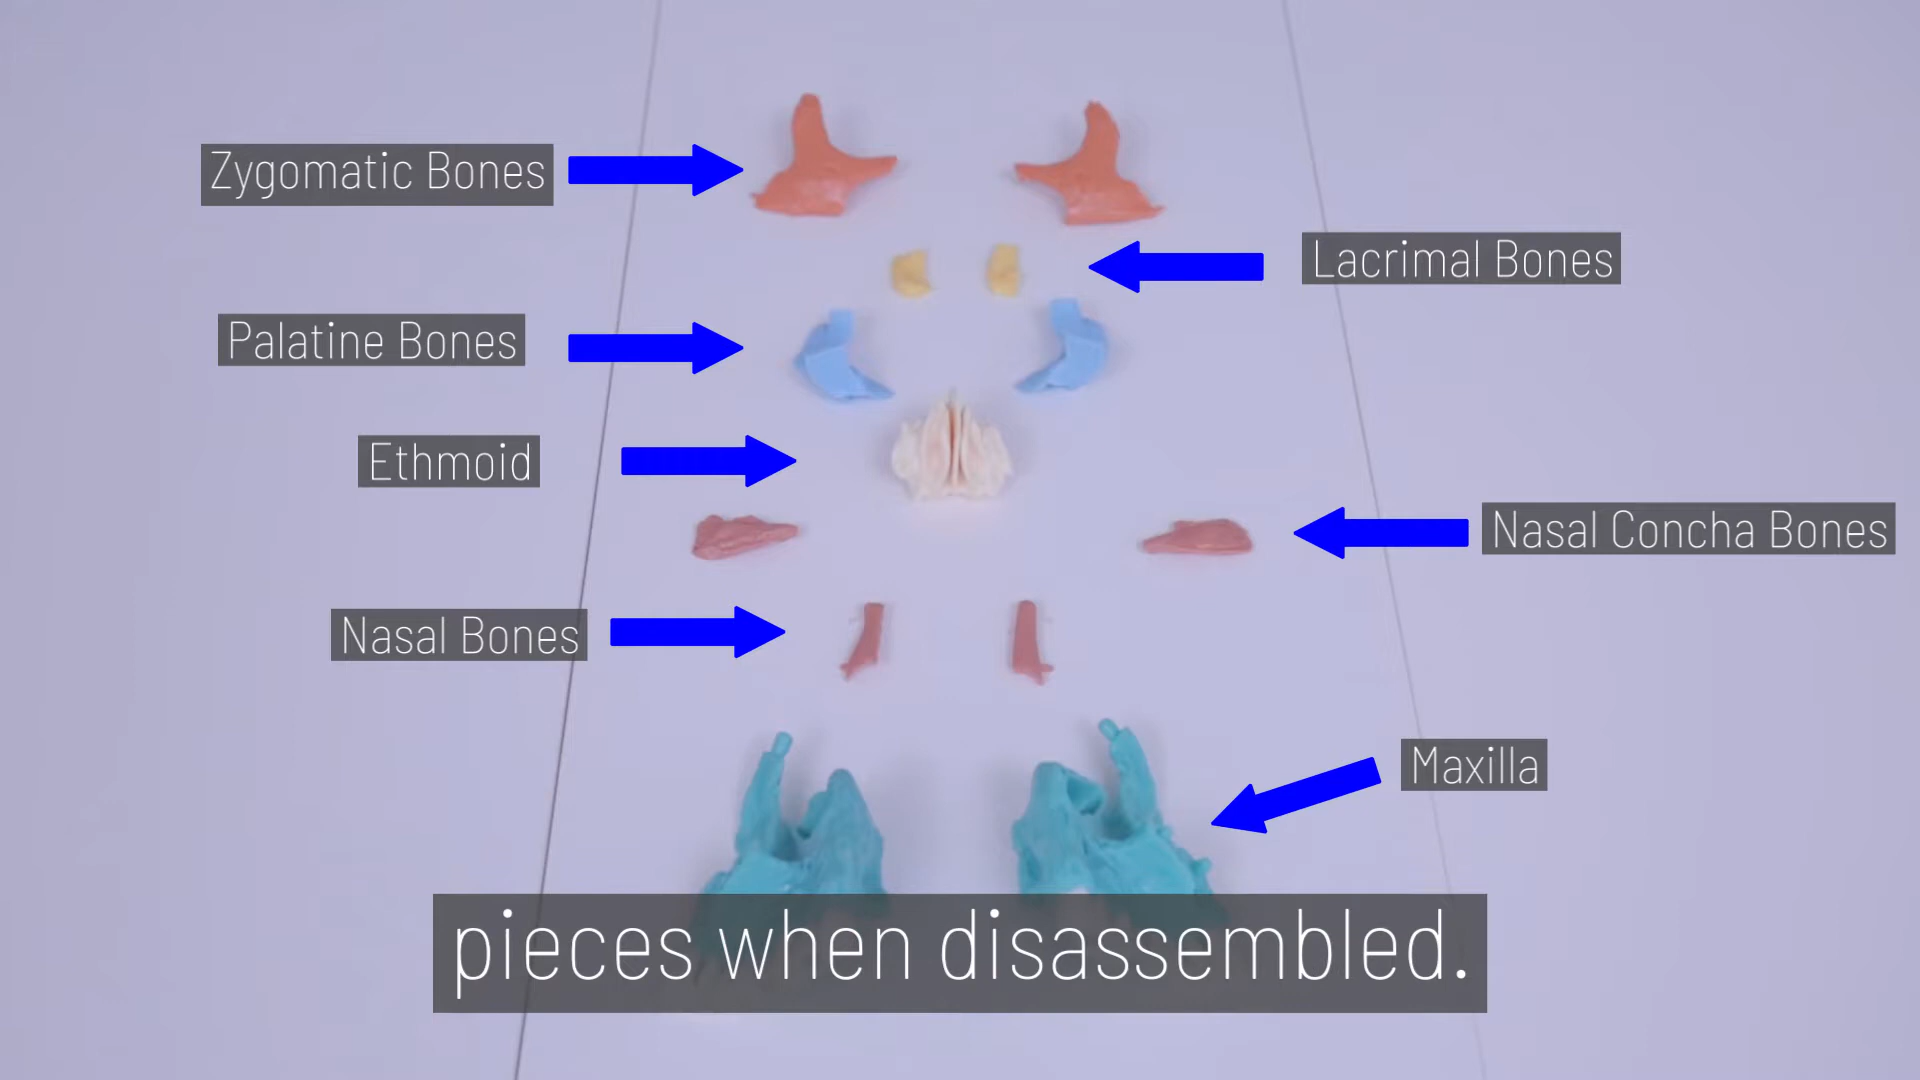 Zygomatic Bones
Lacrimal Bones
Palatine Bones
Ethmoid
Nasal Concha Bones
Nasal Bones
Maxilla
pieces when disassembled.